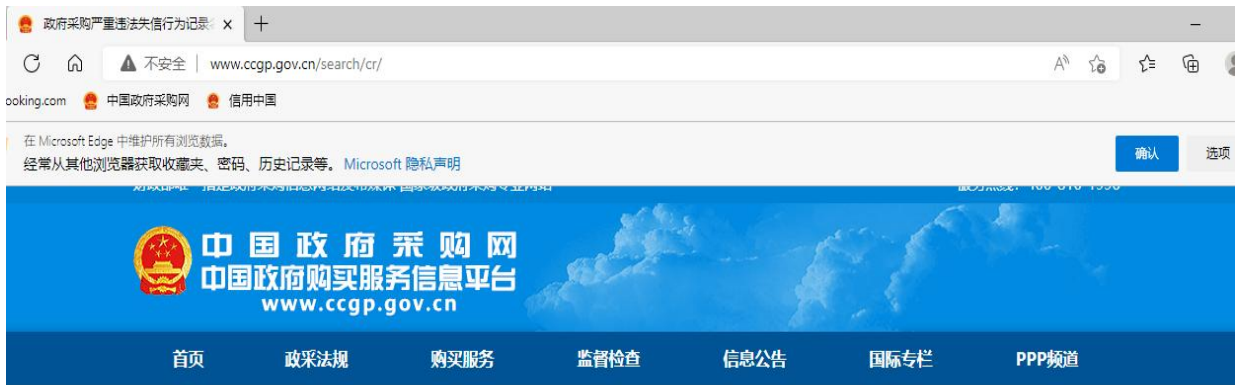 政府采购严重违法失信行为记录
不安全 | www.ccgp.gov.cn/search/cr/
ooking.com 中国政府采购网 信用中国
在 Microsoft Edge 中维护所有浏览数据。
经常从其他浏览器获取收藏夹、密码、历史记录等。Microsoft 隐私声明
确认 选项
中国政府采购网
中国政府购买服务信息平台
www.ccgp.gov.cn
首页 政采法规 购买服务 监督检查 信息公告 国际专栏 PPP频道